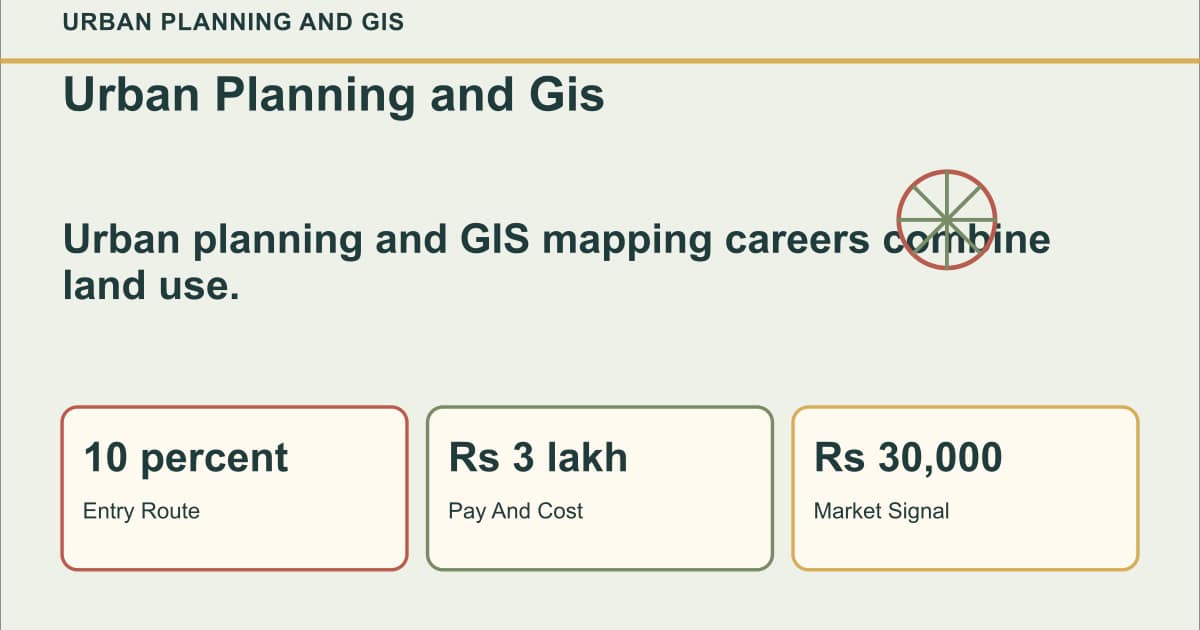 URBAN PLANNING AND GIS
Urban Planning and Gis
Urban planning and GIS mapping careers combine
land use.
10 percent
Entry Route
Rs 3 lakh
Pay And Cost
Rs 30,000
Market Signal